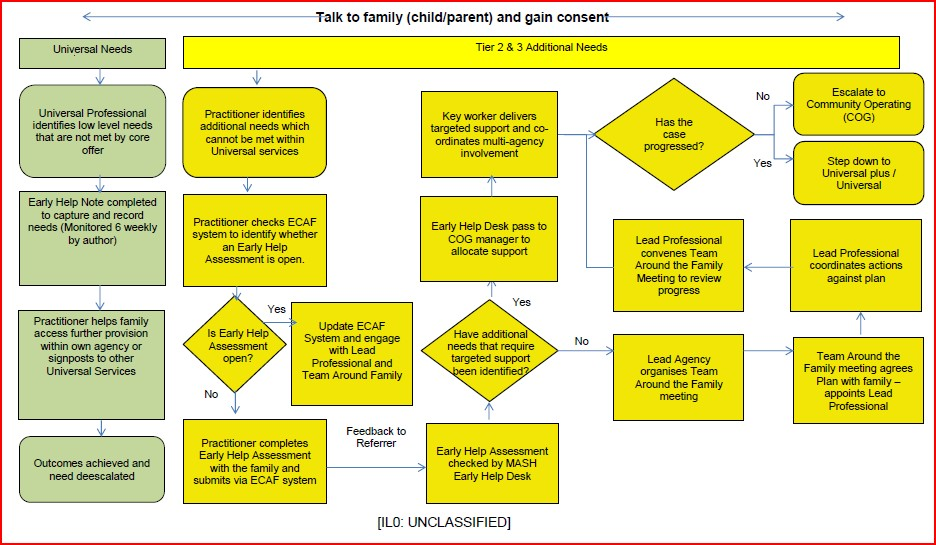 Talk to family (child/parent) and gain consent
Universal Needs
Tier 2 & 3 Additional Needs
Universal Professional
identifies low level needs
that are not met by core
offer
Early Help Note completed
to capture and record
needs (Monitored 6 weekly
by author)
Practitioner helps family
access further provision
within own agency or
signposts to other
Universal Services
Outcomes achieved and
need deescalated
Practitioner identifies
additional needs which
cannot be met within
Universal services
Practitioner checks ECAF
system to identify whether
an Early Help
Assessment is open.
Is Early Help
Assessment
open?
Yes
Update ECAF
System and engage
with Lead
Professional and
Team Around Family
No
Practitioner completes
Early Help Assessment
with the family and
submits via ECAF system
Feedback to
Referrer
Early Help Assessment
checked by MASH
Early Help Desk
Have additional
needs that require
targeted support
been identified?
Yes
Early Help Desk pass to
COG manager to
allocate support
Key worker delivers
targeted support and co-
ordinates multi-agency
involvement
No
Lead Agency
organises Team
Around the Family
meeting
Team Around the
Family meeting agrees
Plan with family –
appoints Lead
Professional
Lead Professional
coordinates actions
against plan
Lead Professional
convenes Team
Around the Family
Meeting to review
progress
Has the
case
progressed?
No
Escalate to
Community Operating
(COG)
Yes
Step down to
Universal plus /
Universal
[IL0: UNCLASSIFIED]